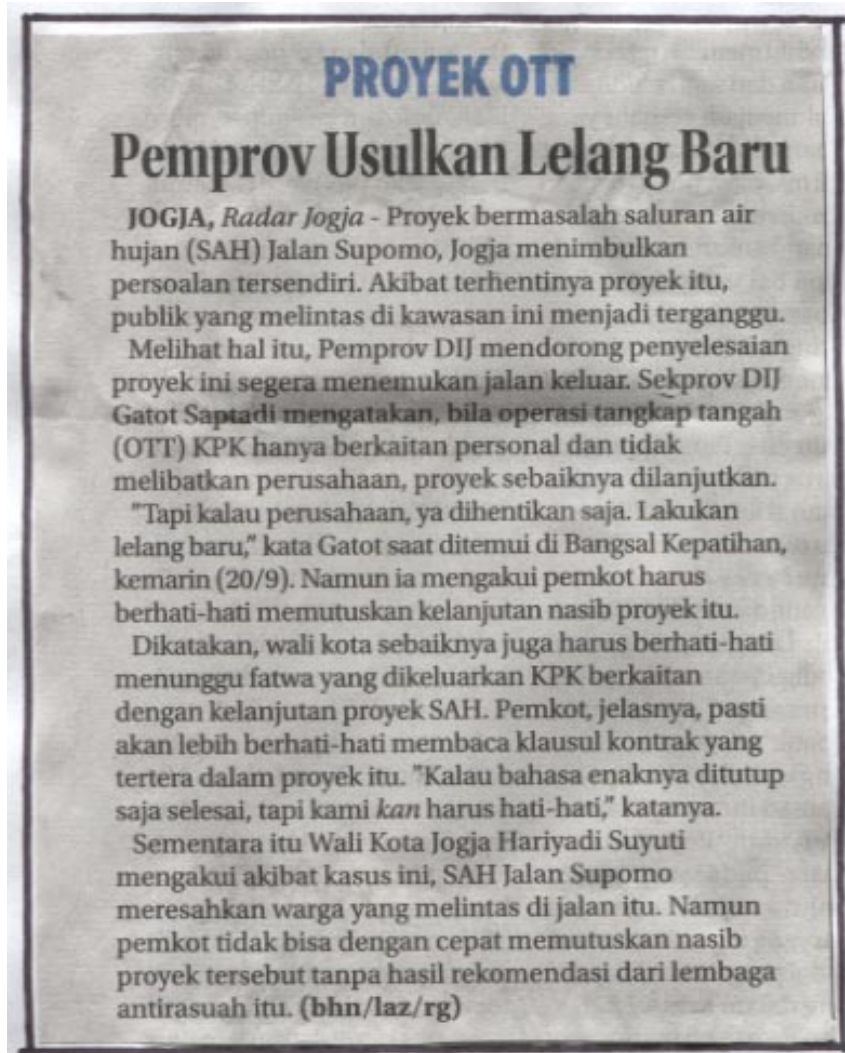 PROYEK OTT
Pemprov Usulkan Lelang Baru
JOGJA, Radar Jogja - Proyek bermasalah saluran air
hujan (SAH) Jalan Supomo, Jogja menimbulkan
persoalan tersendiri. Akibat terhentinya proyek itu,
publik yang melintas di kawasan ini menjadi terganggu.
Melihat hal itu, Pemprov DIJ mendorong penyelesaian
proyek ini segera menemukan jalan keluar. Sekprov DIJ
Gatot Saptadi mengatakan, bila operasi tangkap tangah
(OTT) KPK hanya berkaitan personal dan tidak
melibatkan perusahaan, proyek sebaiknya dilanjutkan.
"Tapi kalau perusahaan, ya dihentikan saja. Lakukan
lelang baru," kata Gatot saat ditemui di Bangsal Kepatihan,
kemarin (20/9). Namun ia mengakui pemkot harus
berhati-hati memutuskan kelanjutan nasib proyek itu.
Dikatakan, wali kota sebaiknya juga harus berhati-hati
menunggu fatwa yang dikeluarkan KPK berkaitan
dengan kelanjutan proyek SAH. Pemkot, jelasnya, pasti
akan lebih berhati-hati membaca klausul kontrak yang
tertera dalam proyek itu. "Kalau bahasa enaknya ditutup
saja selesai, tapi kami kan harus hati-hati," katanya.
Sementara itu Wali Kota Jogja Hariyadi Suyuti
mengakui akibat kasus ini, SAH Jalan Supomo
meresahkan warga yang melintas di jalan itu. Namun
pemkot tidak bisa dengan cepat memutuskan nasib
proyek tersebut tanpa hasil rekomendasi dari lembaga
antirasuah itu. (bhn/laz/rg)